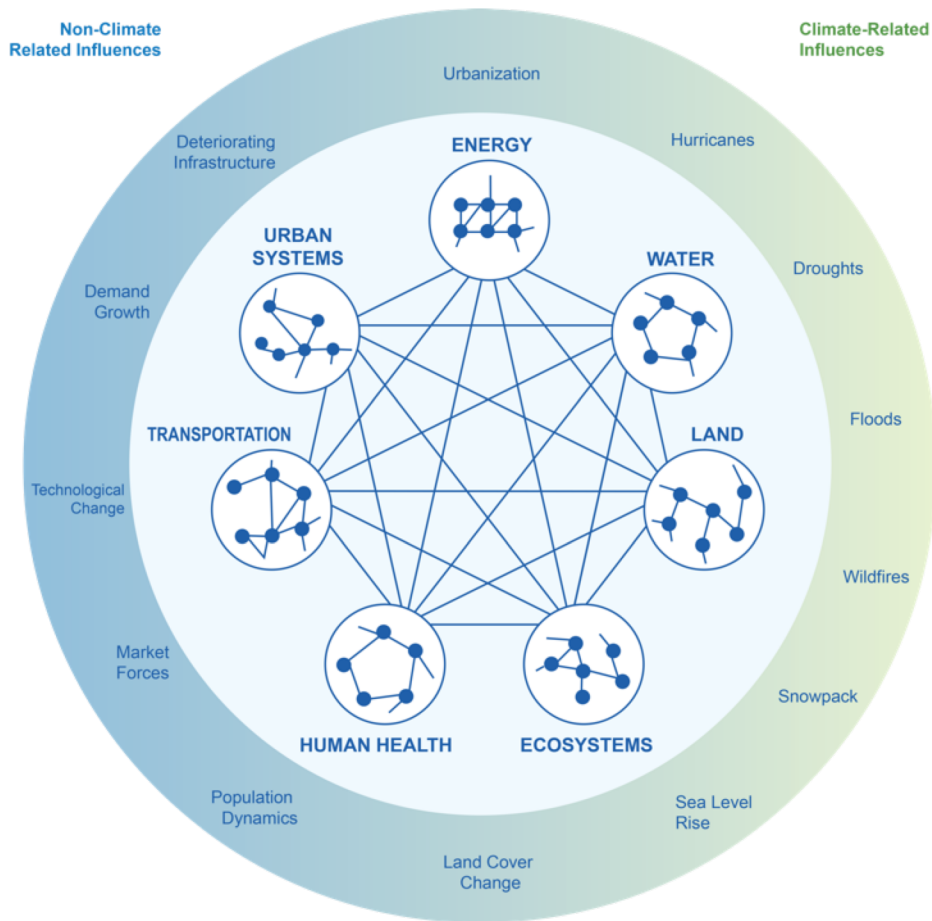 Non-Climate
Related Influences
Climate-Related
Influences
Urbanization
Deteriorating
Infrastructure
Hurricanes
ENERGY
URBAN
SYSTEMS
WATER
Demand
Growth
Droughts
TRANSPORTATION
LAND
Floods
Technological
Change
Wildfires
Market
Forces
Snowpack
HUMAN HEALTH
ECOSYSTEMS
Population
Dynamics
Sea Level
Rise
Land Cover
Change